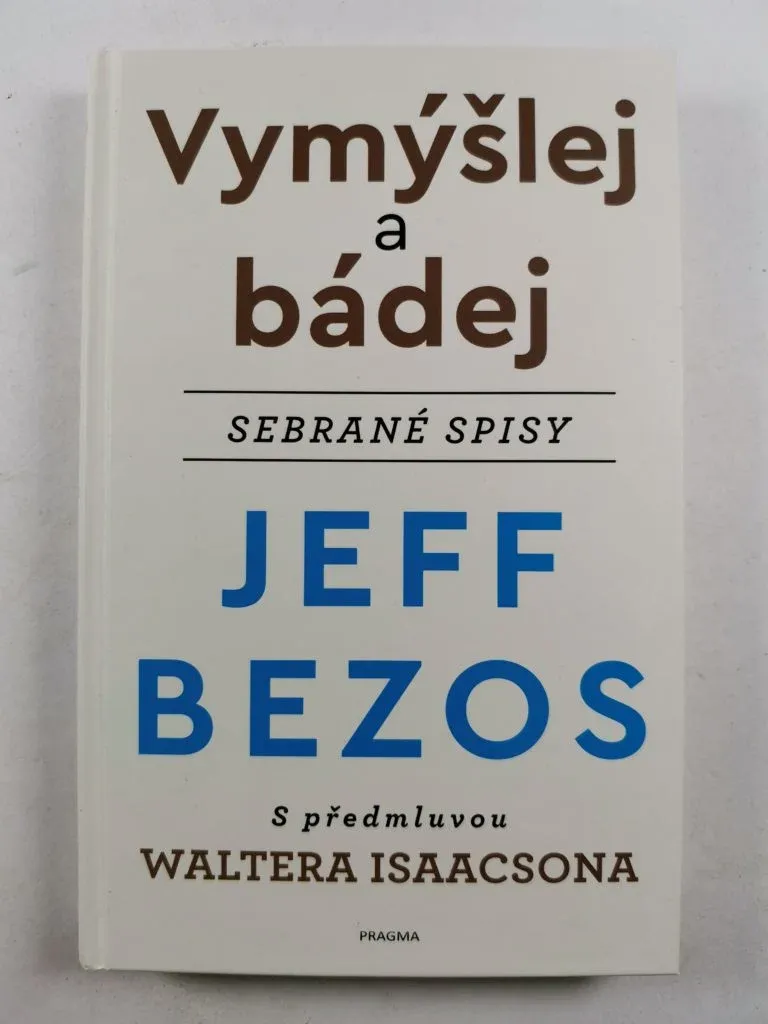 Vymýšlej
a
bádej
SEBRANÉ SPISY
JEFF
BEZOS
S předmluvou
WALTERA ISAACSONA
PRAGMA